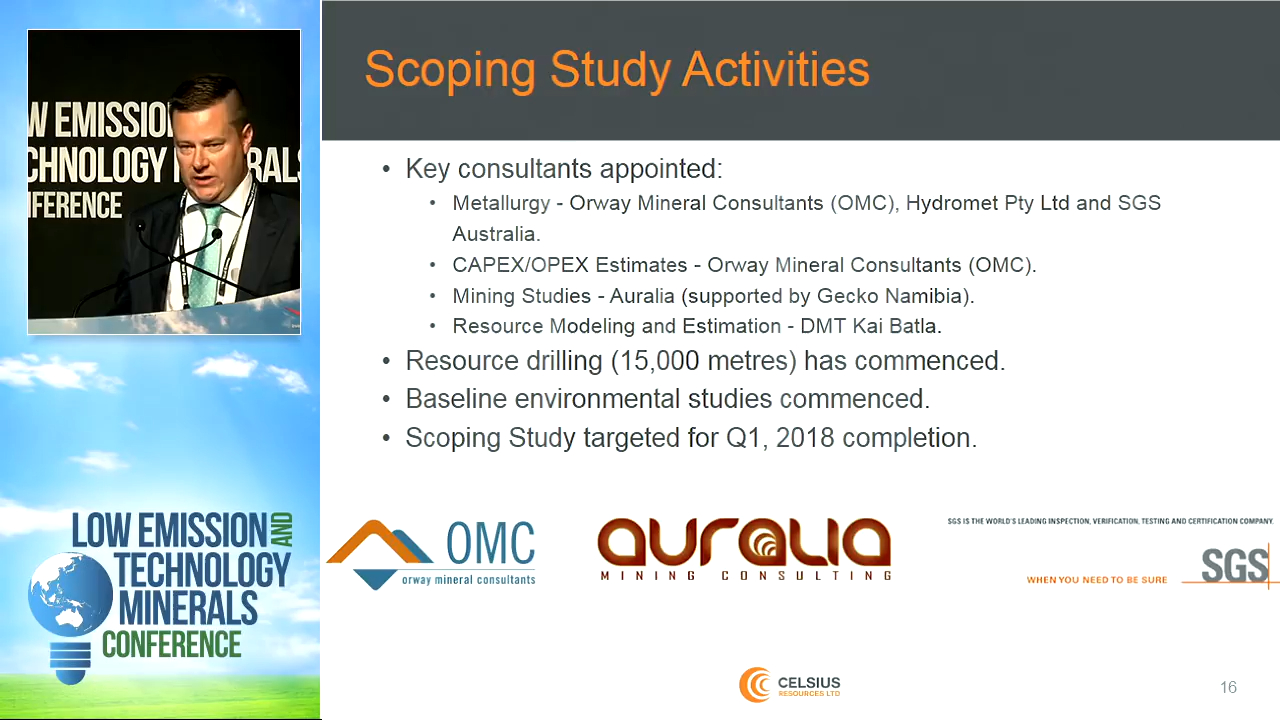 W EMISSIO
CHNOLOGY
RALS
NFERENCE
LOW EMISSION AND
TECHNOLOGY
MINERALS
CONFERENCE
Scoping Study Activities
• Key consultants appointed:
• Metallurgy - Orway Mineral Consultants (OMC), Hydromet Pty Ltd and SGS
Australia.
• CAPEX/OPEX Estimates - Orway Mineral Consultants (OMC).
• Mining Studies - Auralia (supported by Gecko Namibia).
• Resource Modeling and Estimation - DMT Kai Batla.
• Resource drilling (15,000 metres) has commenced.
• Baseline environmental studies commenced.
• Scoping Study targeted for Q1, 2018 completion.
OMC
orway mineral consultants
auralia
MINING CONSULTING
SGS IS THE WORLD'S LEADING INSPECTION, VERIFICATION, TESTING AND CERTIFICATION COMPANY.
WHEN YOU NEED TO BE SURE
SGS
CELSIUS
RESOURCES LTD
16